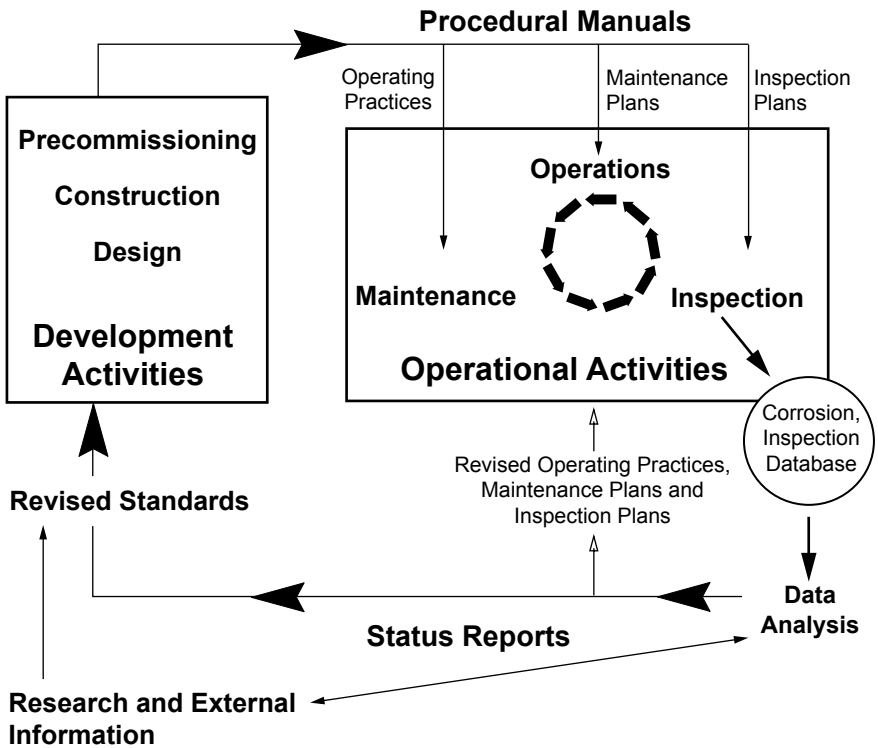 Procedural Manuals
Operating
Practices
Maintenance
Plans
Inspection
Plans
Precommissioning
Construction
Design
Development
Activities
Operations
Maintenance
Inspection
Operational Activities
Corrosion,
Inspection
Database
Revised Operating Practices,
Maintenance Plans and
Inspection Plans
Revised Standards
Data
Analysis
Status Reports
Research and External
Information